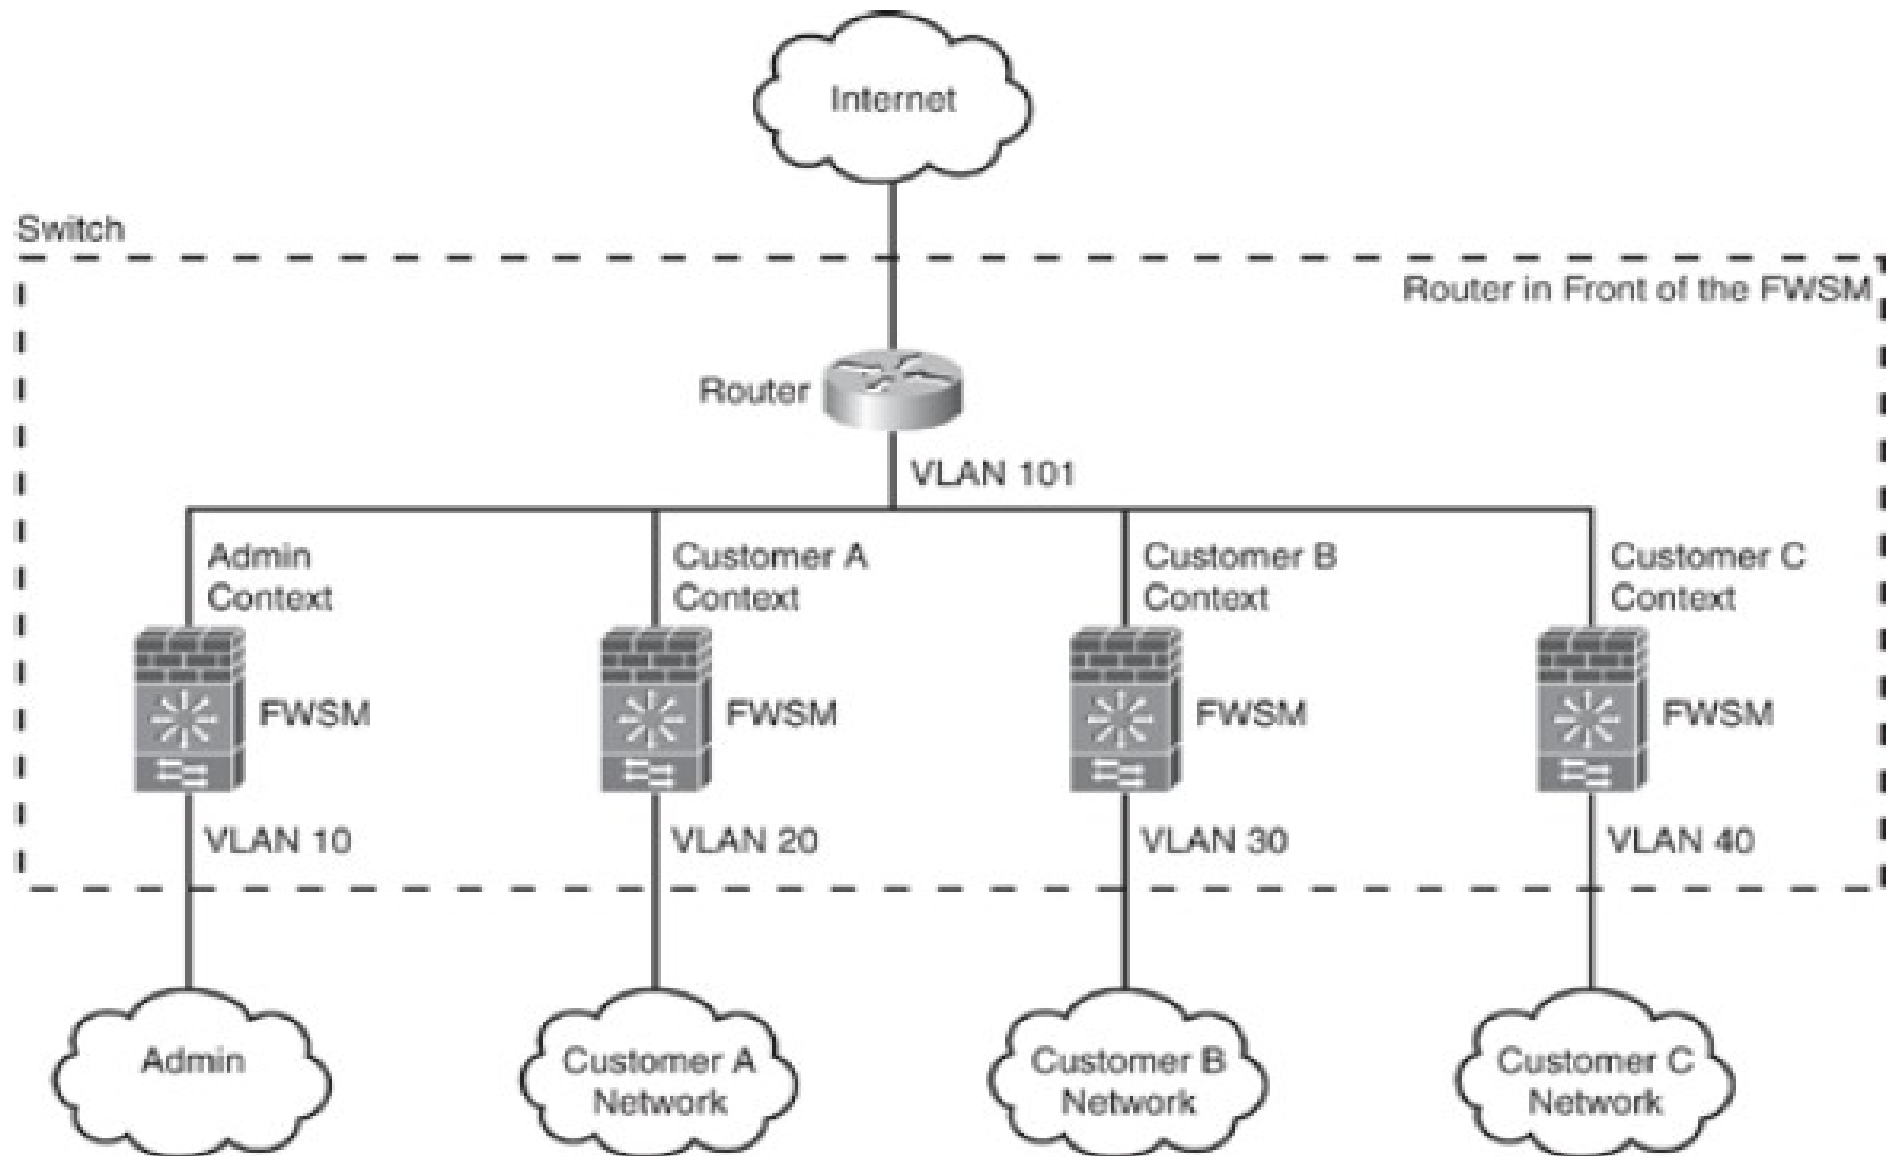 Internet
Switch
Router in Front of the FWSM
Router
VLAN 101
Admin
Context
Customer A
Context
Customer B
Context
Customer C
Context
FWSM
FWSM
FWSM
FWSM
VLAN 10
VLAN 20
VLAN 30
VLAN 40
Admin
Customer A
Network
Customer B
Network
Customer C
Network